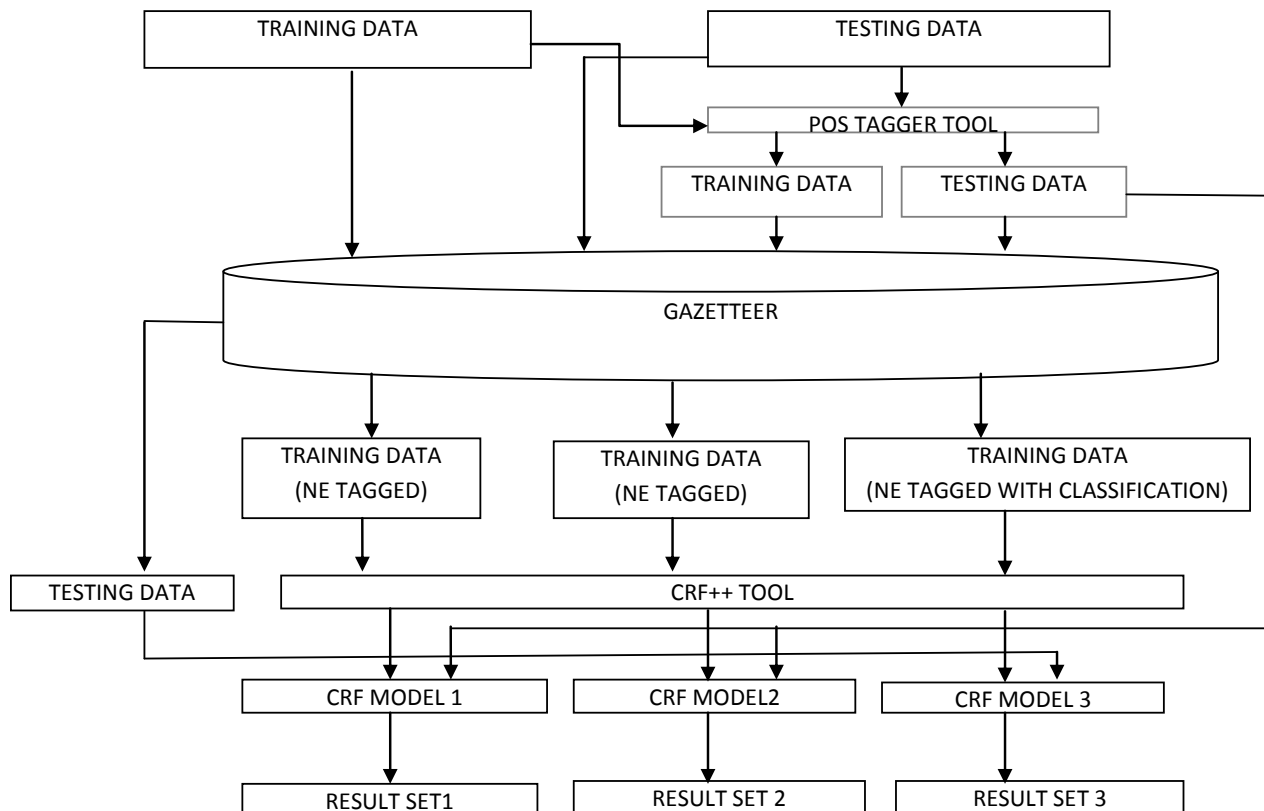 TRAINING DATA
TESTING DATA
POS TAGGER TOOL
TRAINING DATA
TESTING DATA
GAZETTEER
TRAINING DATA
(NE TAGGED)
TRAINING DATA
(NE TAGGED)
TRAINING DATA
(NE TAGGED WITH CLASSIFICATION)
TESTING DATA
CRF++ TOOL
CRF MODEL 1
CRF MODEL2
CRF MODEL 3
RESULT SET1
RESULT SET 2
RESULT SET 3